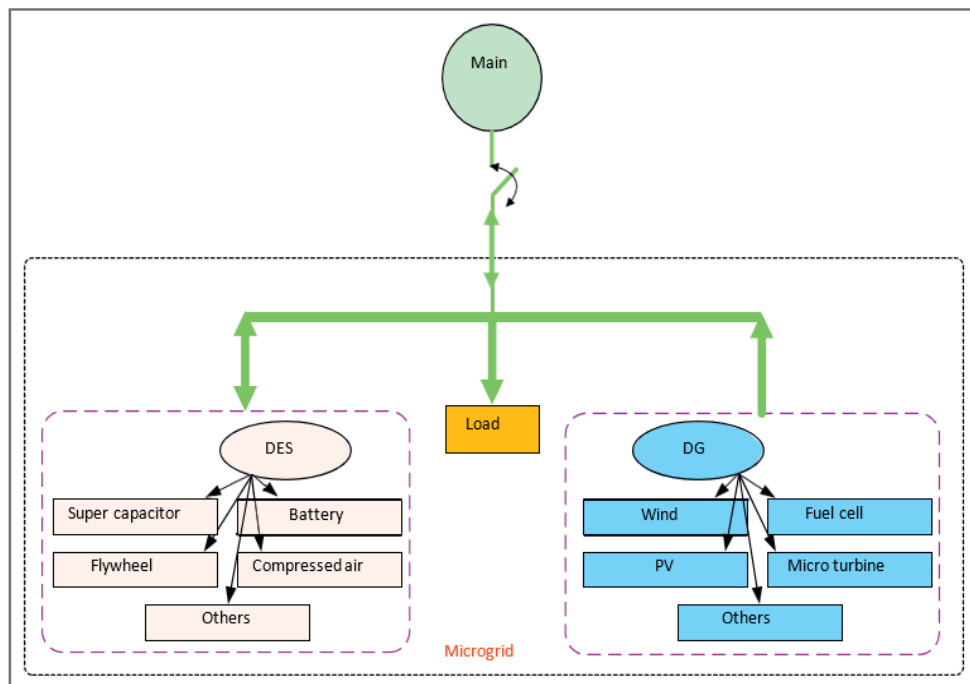 Main
Load
DES
Super capacitor
Battery
Flywheel
Compressed air
Others
DG
Wind
Fuel cell
PV
Micro turbine
Others
Microgrid